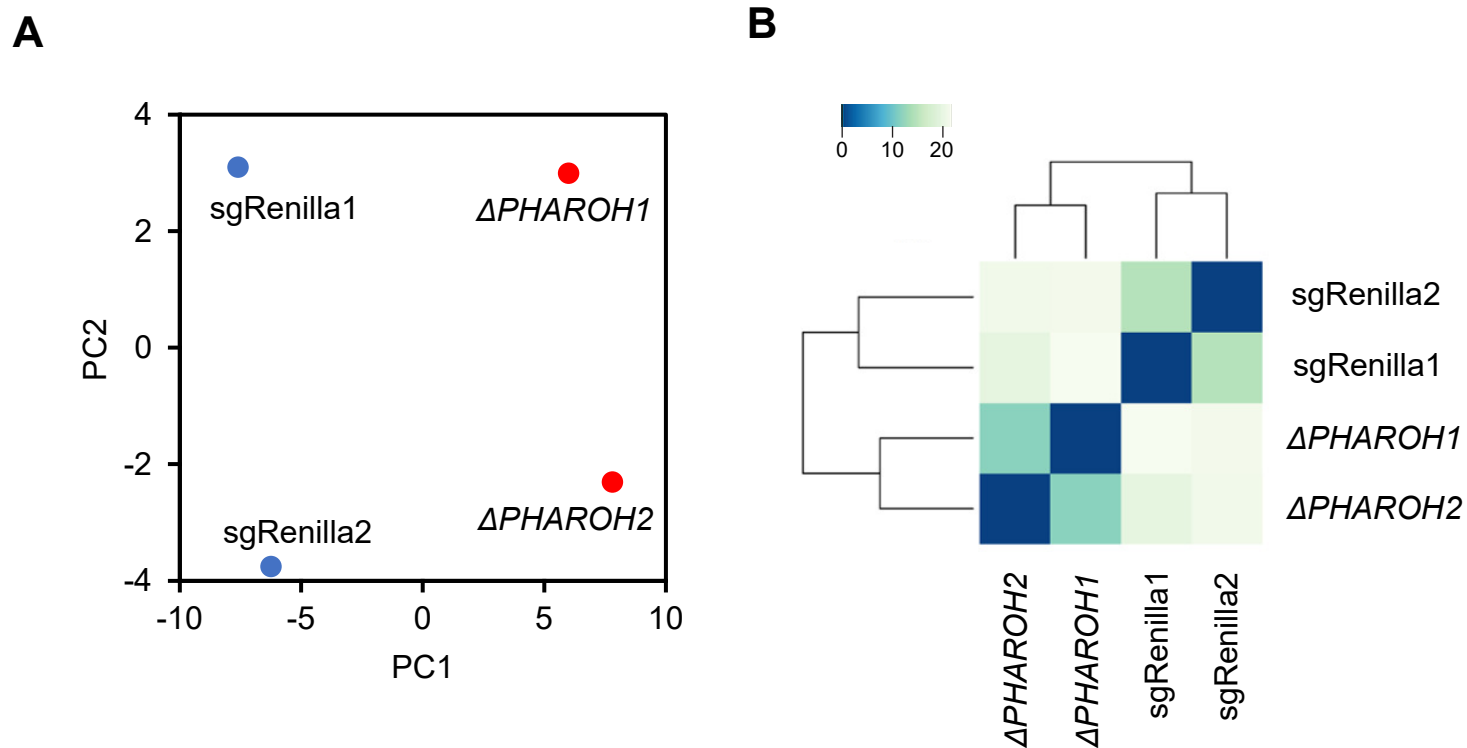 A
4
2
0
-2
-4
PC2
sgRenilla1
ΔPHAROH1
sgRenilla2
ΔPHAROH2
-10 -5 0 5 10
PC1
B
0 10 20
sgRenilla2
sgRenilla1
ΔPHAROH1
ΔPHAROH2
ΔPHAROH2
ΔPHAROH1
sgRenilla1
sgRenilla2